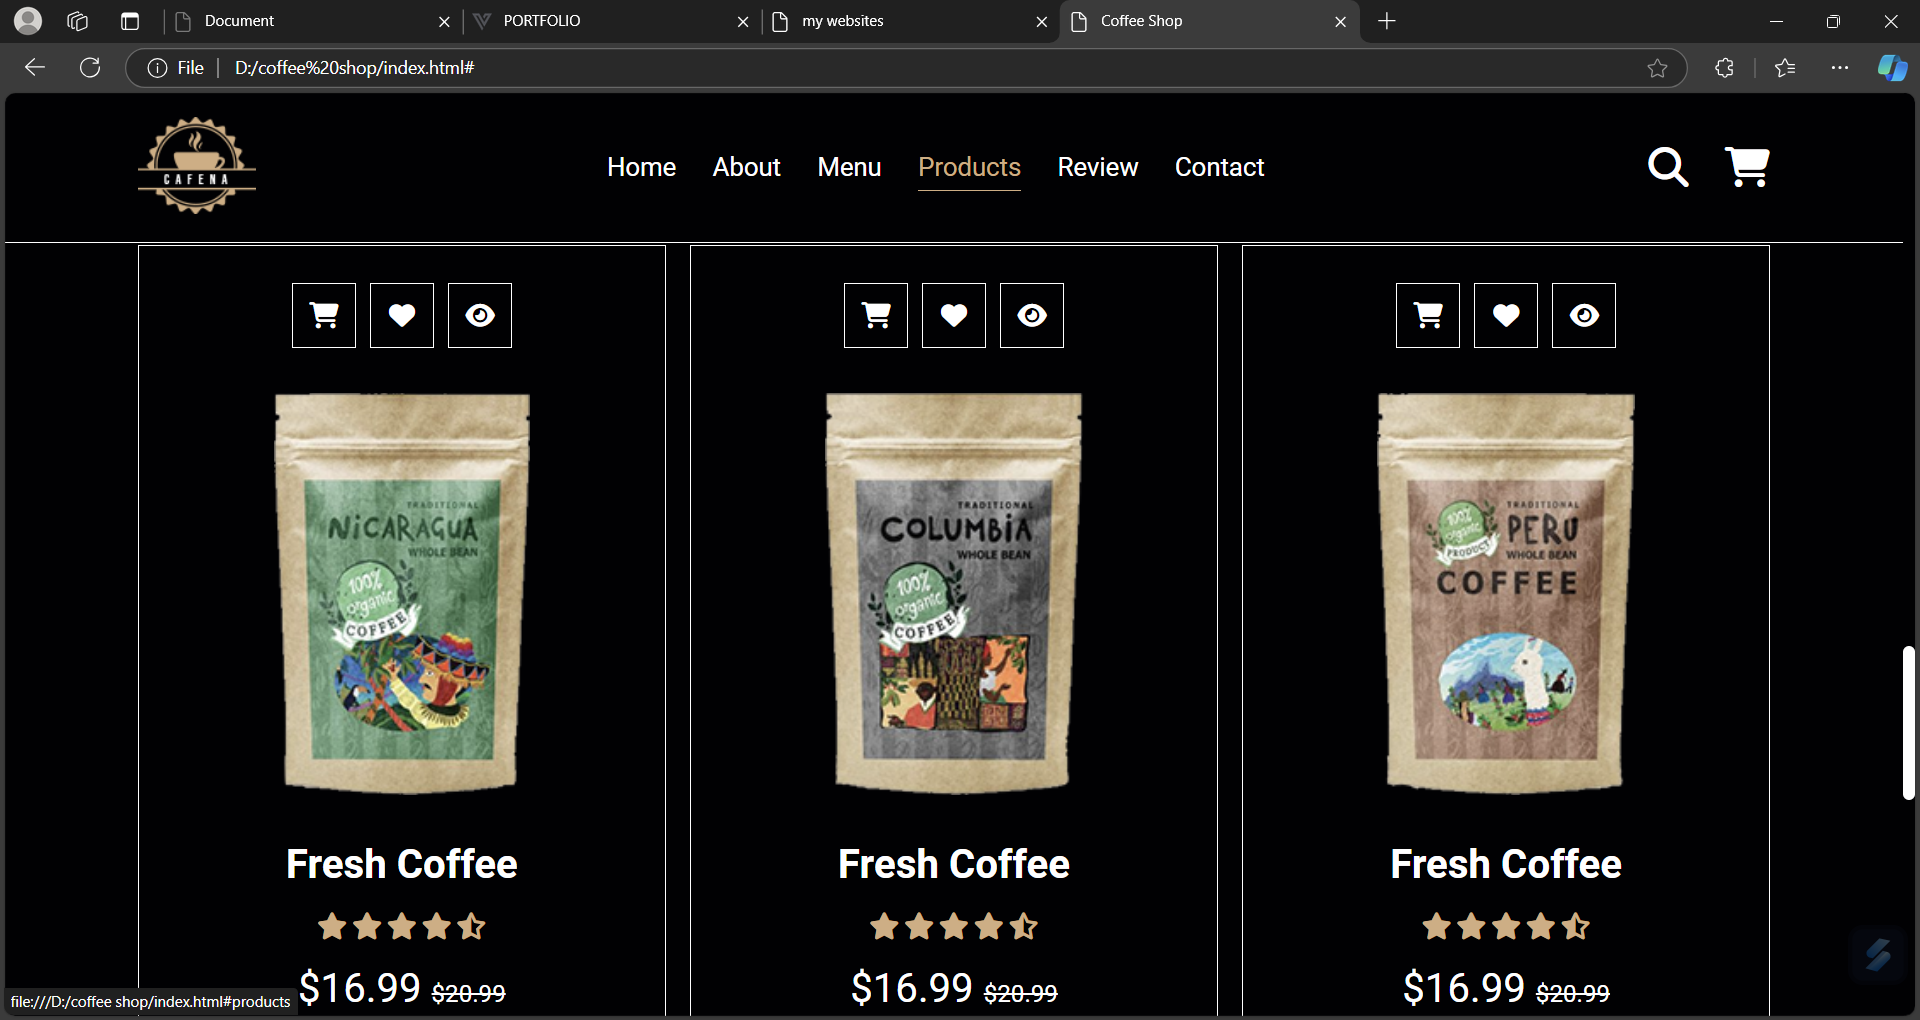 Document
PORTFOLIO
my websites
Coffee Shop
File
D:/coffee%20shop/index.html#
CAFENA
Home
About
Menu
Products
Review
Contact
TRADITIONAL
NiCARAGUA
WHOLE BEAN
100%
organic
COFFEE
TRADITIONAL
COLUMBiA
WHOLE BEAN
100%
organic
COFFEE
TRADITIONAL
PERU
WHOLE BEAN
100%
organic
PRODUCT
COFFEE
Fresh Coffee
Fresh Coffee
Fresh Coffee
$16.99 $20.99
$16.99 $20.99
$16.99 $20.99
file:///D:/coffee shop/index.html#products